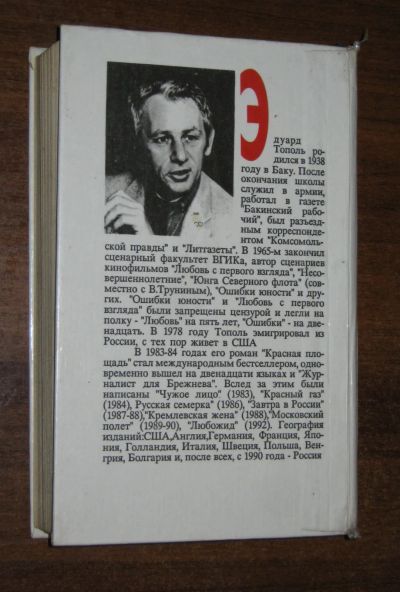 Эдуард
Тополь ро-
дился в 1938
году в Баку. После
окончания школы
служил в армии,
работал в газете
"Бакинский рабо-
чий", был разъезд-
ным корреспонде-
нтом "Комсомоль-
ской правды" и "Литгазеты". В 1965-м закончил
сценарный факультет ВГИКа, автор сценариев
кинофильмов "Любовь с первого взгляда", "Несо-
вершеннолетние", "Юнга Северного флота" (сов-
местно с В.Труниным), "Ошибки юности" и дру-
гих. "Ошибки юности" и "Любовь с первого
взгляда" были запрещены цензурой и легли на
полку - "Любовь" на пять лет, "Ошибки" - на две-
надцать. В 1978 году Тополь эмигрировал из
России, с тех пор живет в США
В 1983-84 годах его роман "Красная пло-
щадь" стал международным бестселлером, одно-
временно вышел на двенадати языках и "Жур-
налист для Брежнева". Вслед за этим были
написаны "Чужое лицо" (1983), "Красный газ"
(1984), Русская семерка" (1986), "Завтра в России"
(1987-88),"Кремлевская жена" (1988),"Московский
полет" (1989-90), "Любожид" (1992). География
изданий:США,Англия,Германия, Франция, Япо-
ния, Голландия, Италия, Швеция, Польша, Вен-
грия, Болгария и, после всех, с 1990 года - Россия